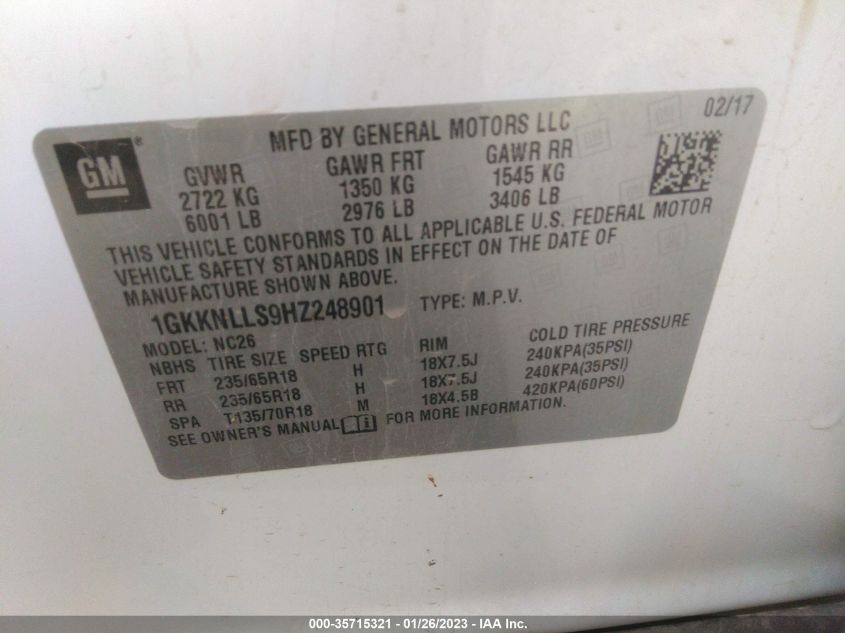 02/17
MFD BY GENERAL MOTORS LLC
GM®
GVWR GAWR FRT GAWR RR
2722 KG 1350 KG 1545 KG
6001 LB 2976 LB 3406 LB
THIS VEHICLE CONFORMS TO ALL APPLICABLE U.S. FEDERAL MOTOR
VEHICLE SAFETY STANDARDS IN EFFECT ON THE DATE OF
MANUFACTURE SHOWN ABOVE.
1GKKNLLS9HZ248901 TYPE: M.P.V.
MODEL: NC26
NBHS TIRE SIZE SPEED RTG RIM COLD TIRE PRESSURE
FRT 235/65R18 H 18X7.5J 240KPA(35PSI)
RR 235/65R18 H 18X7.5J 240KPA(35PSI)
SPA T135/70R18 M 18X4.5B 420KPA(60PSI)
SEE OWNER'S MANUAL FOR MORE INFORMATION.
000-35715321 - 01/26/2023 - IAA Inc.